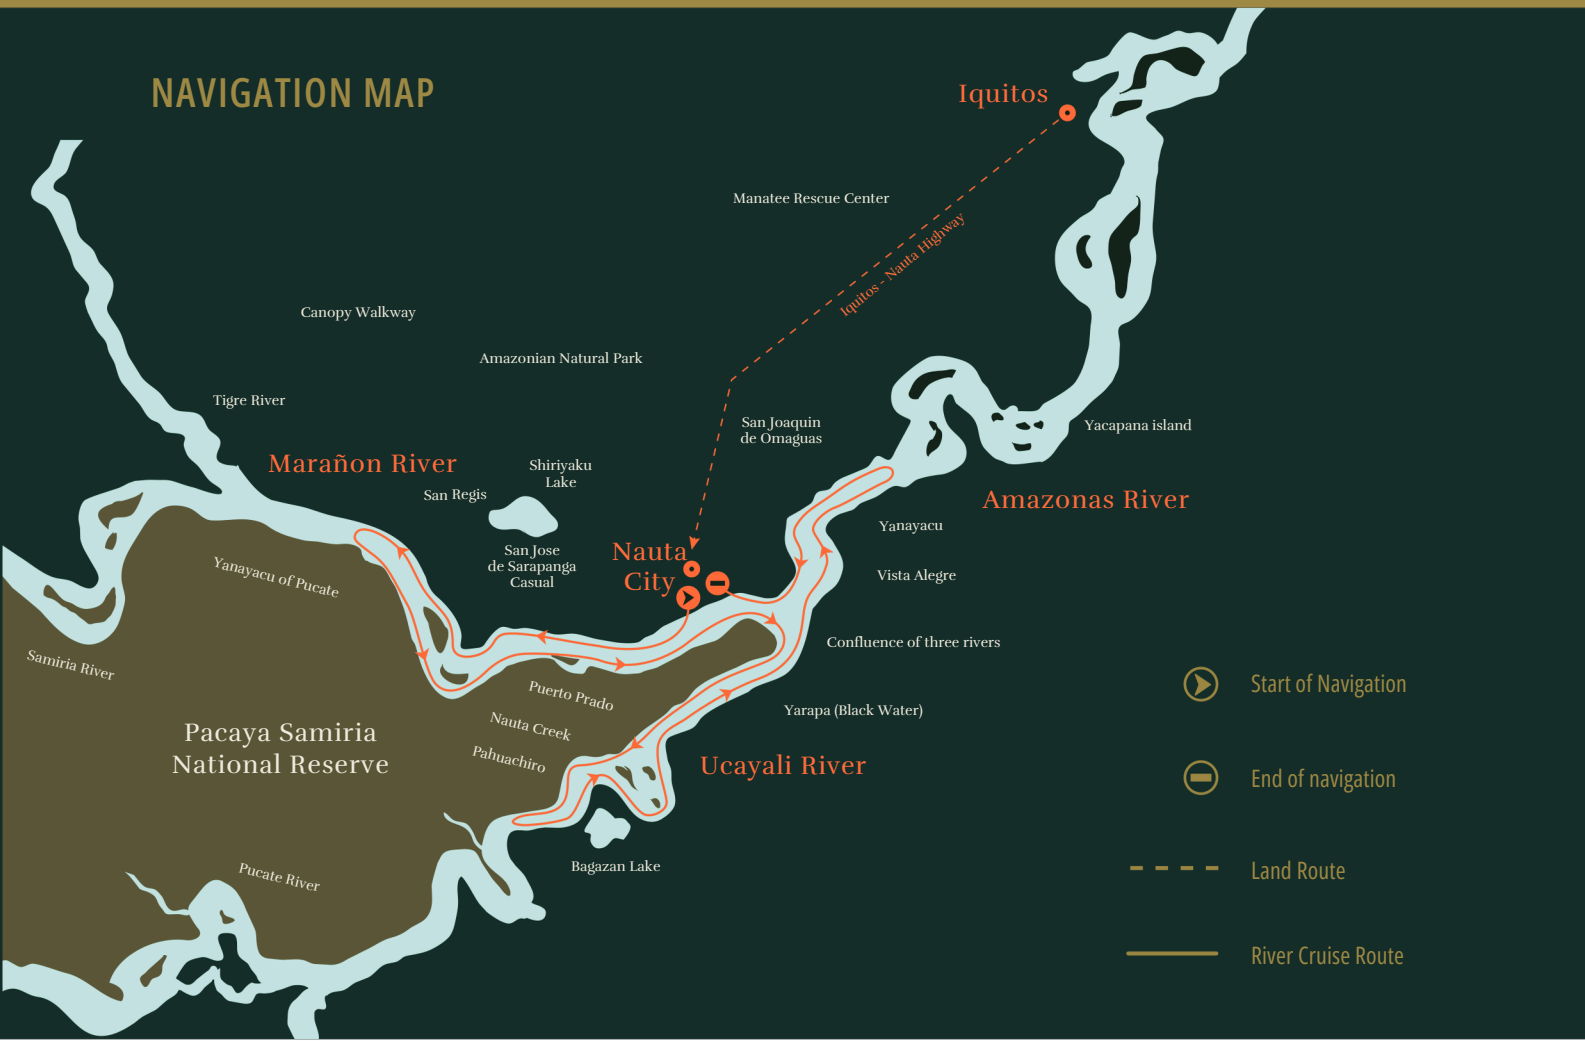 NAVIGATION MAP
Iquitos
Manatee Rescue Center
Iquitos - Nauta Highway
Canopy Walkway
Amazonian Natural Park
Tigre River
San Joaquin
de Omaguas
Yacapana island
Marañon River
Shiriyaku
Lake
San Regis
Amazonas River
Yanayacu
San Jose
de Sarapanga
Casual
Nauta
City
Vista Alegre
Yanayacu of Pucate
Confluence of three rivers
Samiria River
Puerto Prado
Start of Navigation
Yarapa (Black Water)
Nauta Creek
Pacaya Samiria
National Reserve
Pahuachiro
Ucayali River
End of navigation
Bagazan Lake
Land Route
Pucate River
River Cruise Route